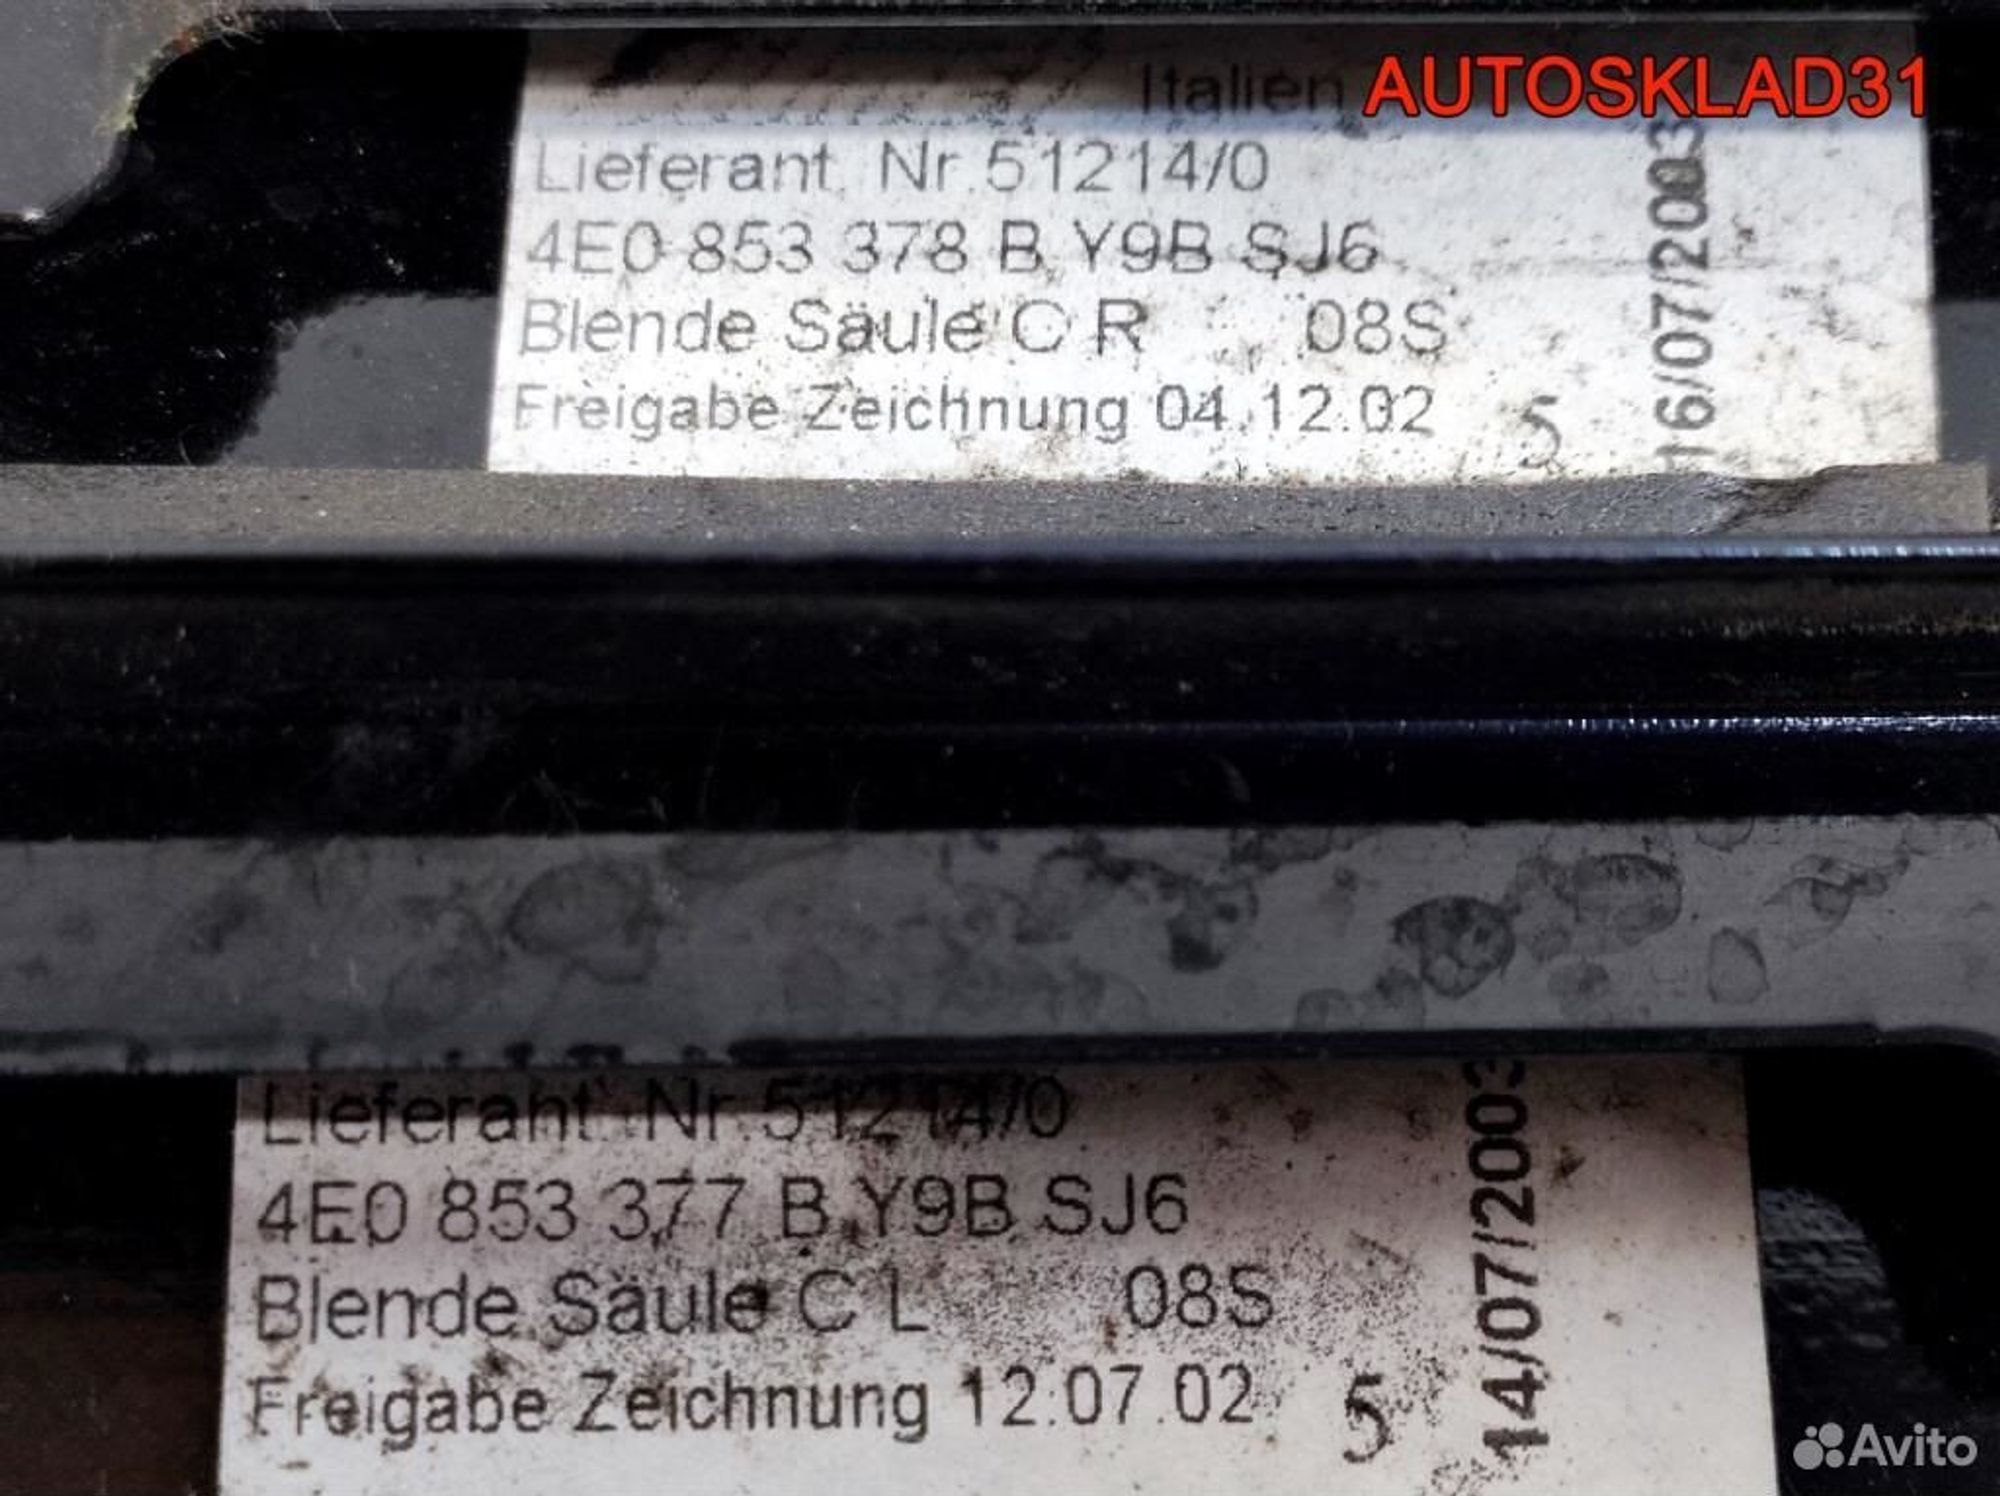 Italien
AUTOSKLAD31
Lieferant Nr.51214/0
4E0 853 378 B Y9B SJ6
Blende Säule C R 08S
Freigabe Zeichnung 04.12.02 5
16/07/2003
Lieferant Nr.51214/0
4E0 853 377 B Y9B SJ6
Blende Säule C L 08S
Freigabe Zeichnung 12.07.02 5
14/07/2003
Avito